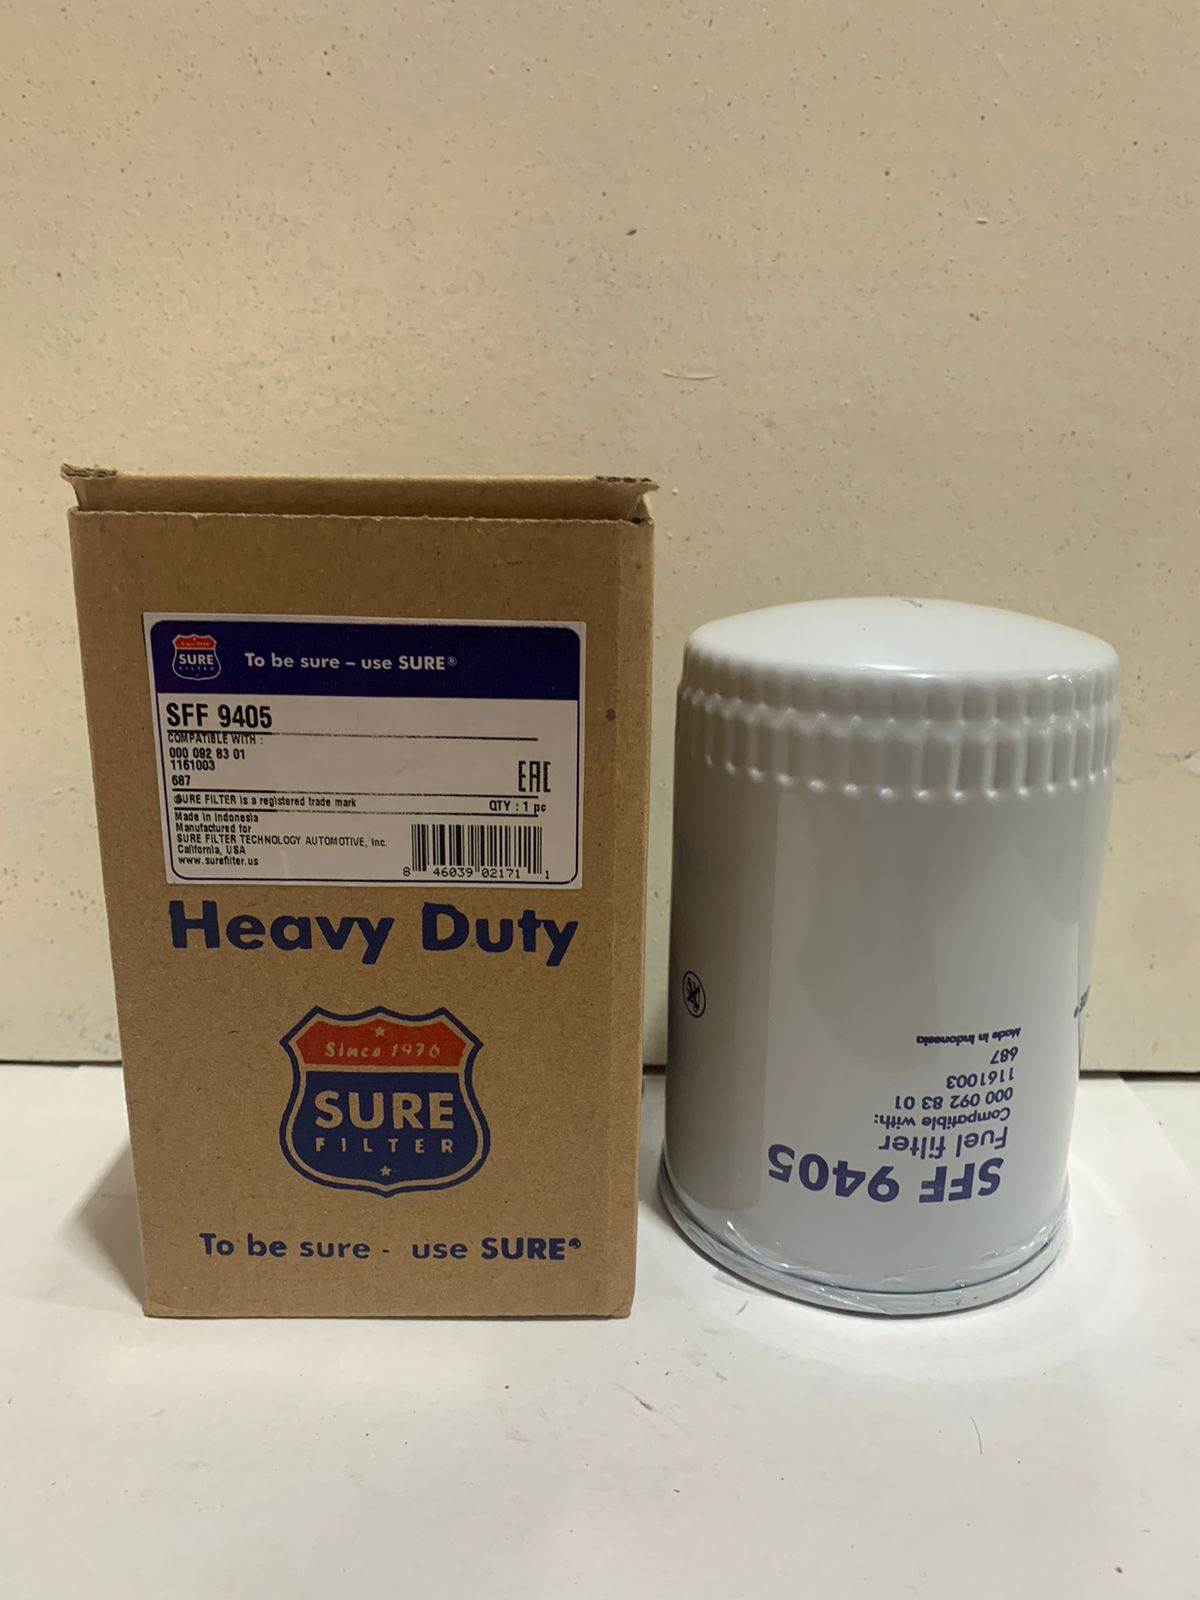 SURE
FILTER
To be sure – use SURE®
SFF 9405
COMPATIBLE WITH :
000 092 83 01
1161003
687
EAC
SURE FILTER is a registered trade mark
QTY : 1 pc
Made in Indonesia
Manufactured for
SURE FILTER TECHNOLOGY AUTOMOTIVE, Inc.
California, USA
www.surefilter.us
8 46039 02171 1
Heavy Duty
Since 1976
SURE
FILTER
To be sure - use SURE®
SFF 9405
Fuel filter
Compatible with:
000 092 83 01
1161003
687
Made in Indonesia